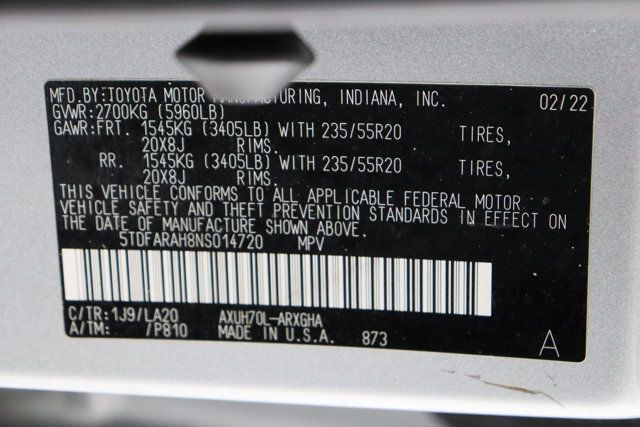 MFD.BY:TOYOTA MOTOR MANUFACTURING, INDIANA, INC. 02/22
GVWR:2700KG (5960LB)
GAWR:FRT. 1545KG (3405LB) WITH 235/55R20 TIRES,
20X8J RIMS.
RR. 1545KG (3405LB) WITH 235/55R20 TIRES,
20X8J RIMS.
THIS VEHICLE CONFORMS TO ALL APPLICABLE FEDERAL MOTOR
VEHICLE SAFETY AND THEFT PREVENTION STANDARDS IN EFFECT ON
THE DATE OF MANUFACTURE SHOWN ABOVE.
5TDFARAH8NS014720 MPV
C/TR:1J9/LA20 AXUH70L-ARXGHA
A/TM: /P810 MADE IN U.S.A. 873 A